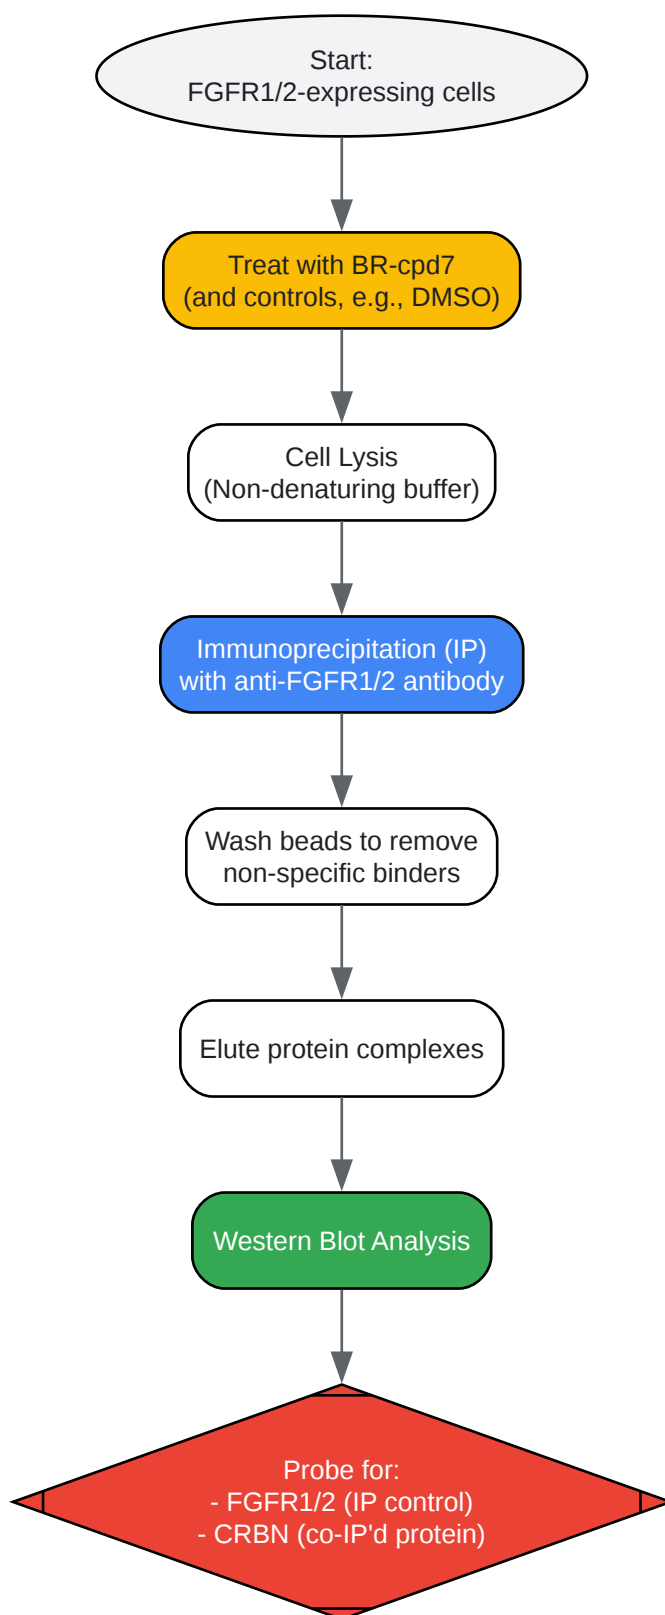 Start:
FGFR1/2-expressing cells
Treat with BR-cpd7
(and controls, e.g., DMSO)
Cell Lysis
(Non-denaturing buffer)
Immunoprecipitation (IP)
with anti-FGFR1/2 antibody
Wash beads to remove
non-specific binders
Elute protein complexes
Western Blot Analysis
Probe for:
- FGFR1/2 (IP control)
- CRBN (co-IP'd protein)